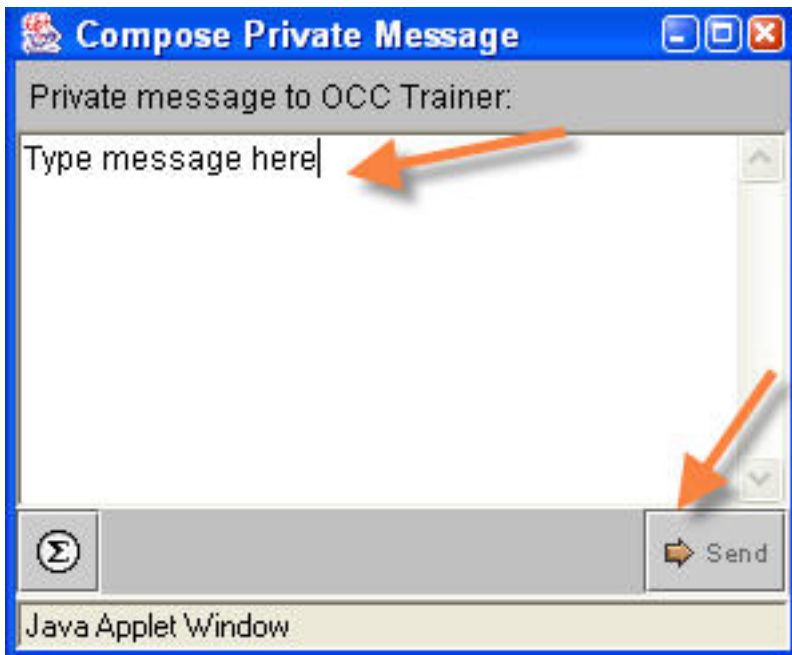 Compose Private Message
Private message to OCC Trainer:
Type message here
Σ
Send
Java Applet Window